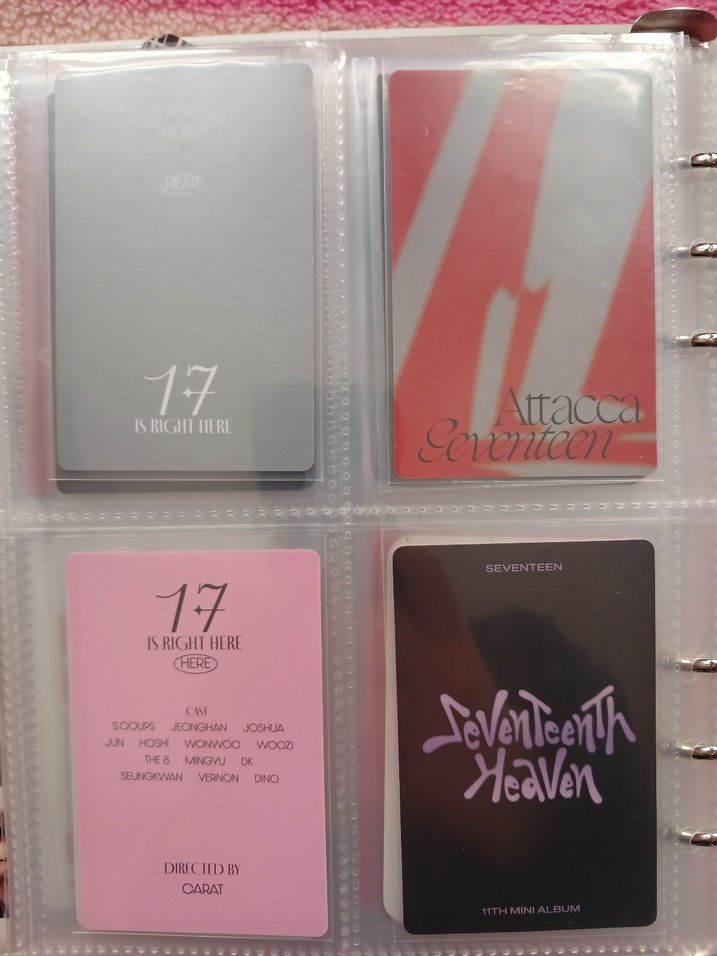 SEVENTEEN
THE BEST
HEAR
17
IS RIGHT HERE
Attacca
Seventeen
17
IS RIGHT HERE
HERE
CAST
S.COUPS JEONGHAN JOSHUA
JUN HOSHI WONWOO WOOZI
THE 8 MINGYU DK
SEUNGKWAN VERNON DINO
DIRECTED BY
CARAT
SEVENTEEN
SEVENTEENTH
HEAVEN
11TH MINI ALBUM